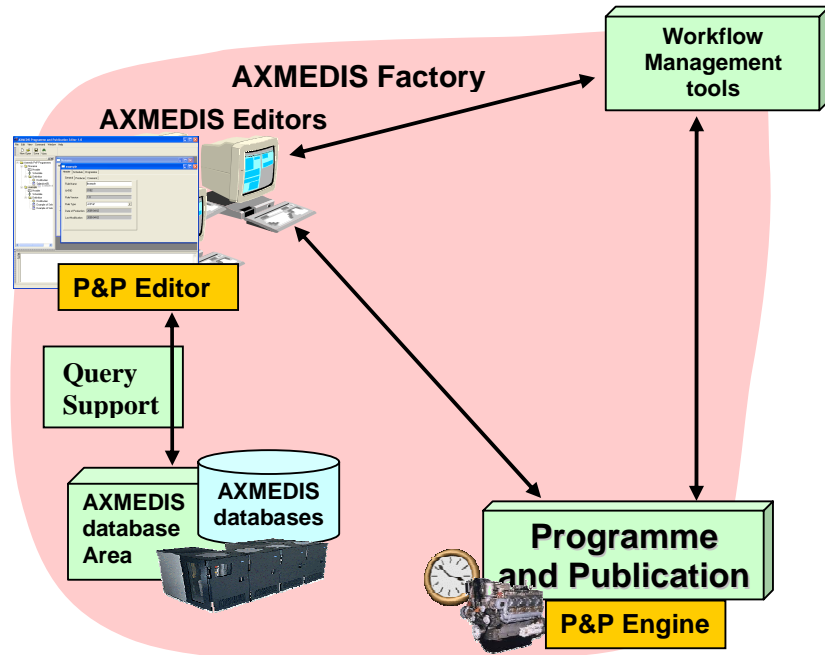 Workflow
Management
tools
AXMEDIS Factory
AXMEDIS Editors
P&P Editor
Query
Support
AXMEDIS
database
Area
AXMEDIS
databases
Programme
and Publication
P&P Engine